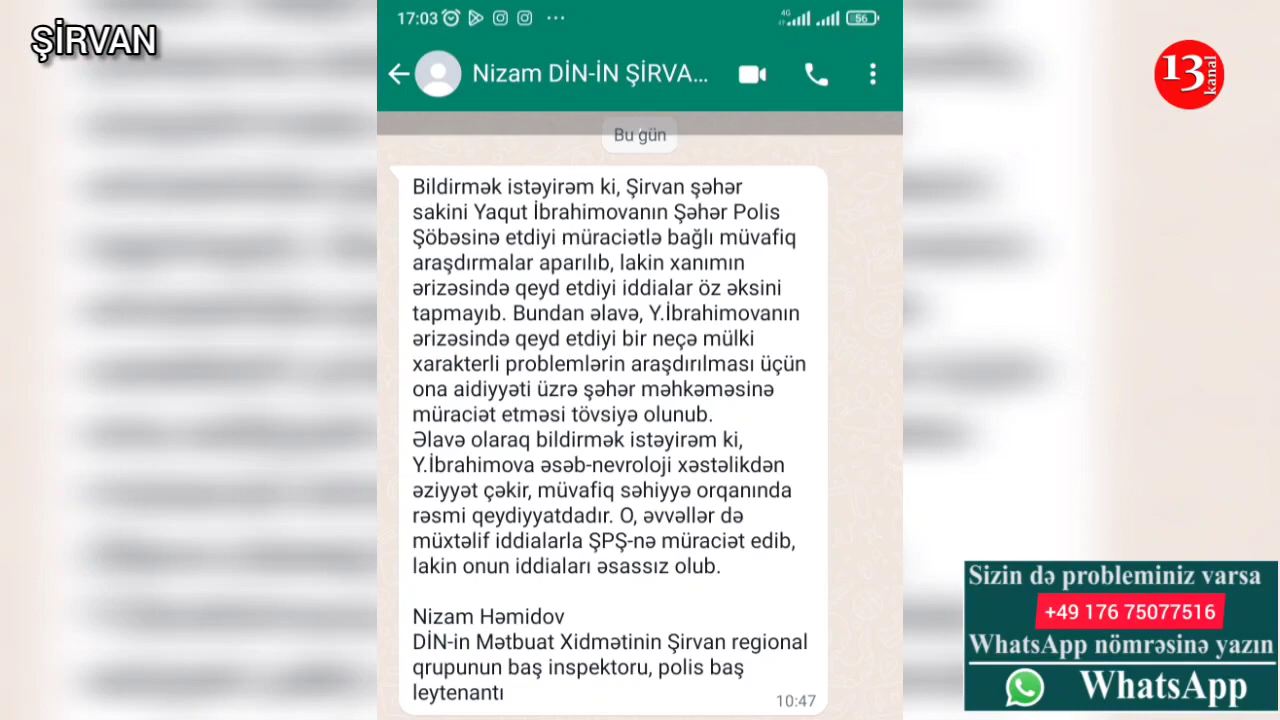 ŞİRVAN
17:03
4G
56
Nizam DİN-İN ŞİRVA...
13
kanal
Bu gün
Bildirmək istəyirəm ki, Şirvan şəhər
sakini Yaqut İbrahimovanın Şəhər Polis
Şöbəsinə etdiyi müraciətlə bağlı müvafiq
araşdırmalar aparılıb, lakin xanımın
ərizəsində qeyd etdiyi iddialar öz əksini
tapmayıb. Bundan əlavə, Y.İbrahimovanın
ərizəsində qeyd etdiyi bir neçə mülki
xarakterli problemlərin araşdırılması üçün
ona aidiyyəti üzrə şəhər məhkəməsinə
müraciət etməsi tövsiyə olunub.
Əlavə olaraq bildirmək istəyirəm ki,
Y.İbrahimova əsəb-nevroloji xəstəlikdən
əziyyət çəkir, müvafiq səhiyyə orqanında
rəsmi qeydiyyatdadır. O, əvvəllər də
müxtəlif iddialarla ŞPŞ-nə müraciət edib,
lakin onun iddiaları əsassız olub.
Nizam Həmidov
DİN-in Mətbuat Xidmətinin Şirvan regional
qrupunun baş inspektoru, polis baş
leytenantı
10:47
Sizin də probleminiz varsa
+49 176 75077516
WhatsApp nömrəsinə yazın
WhatsApp